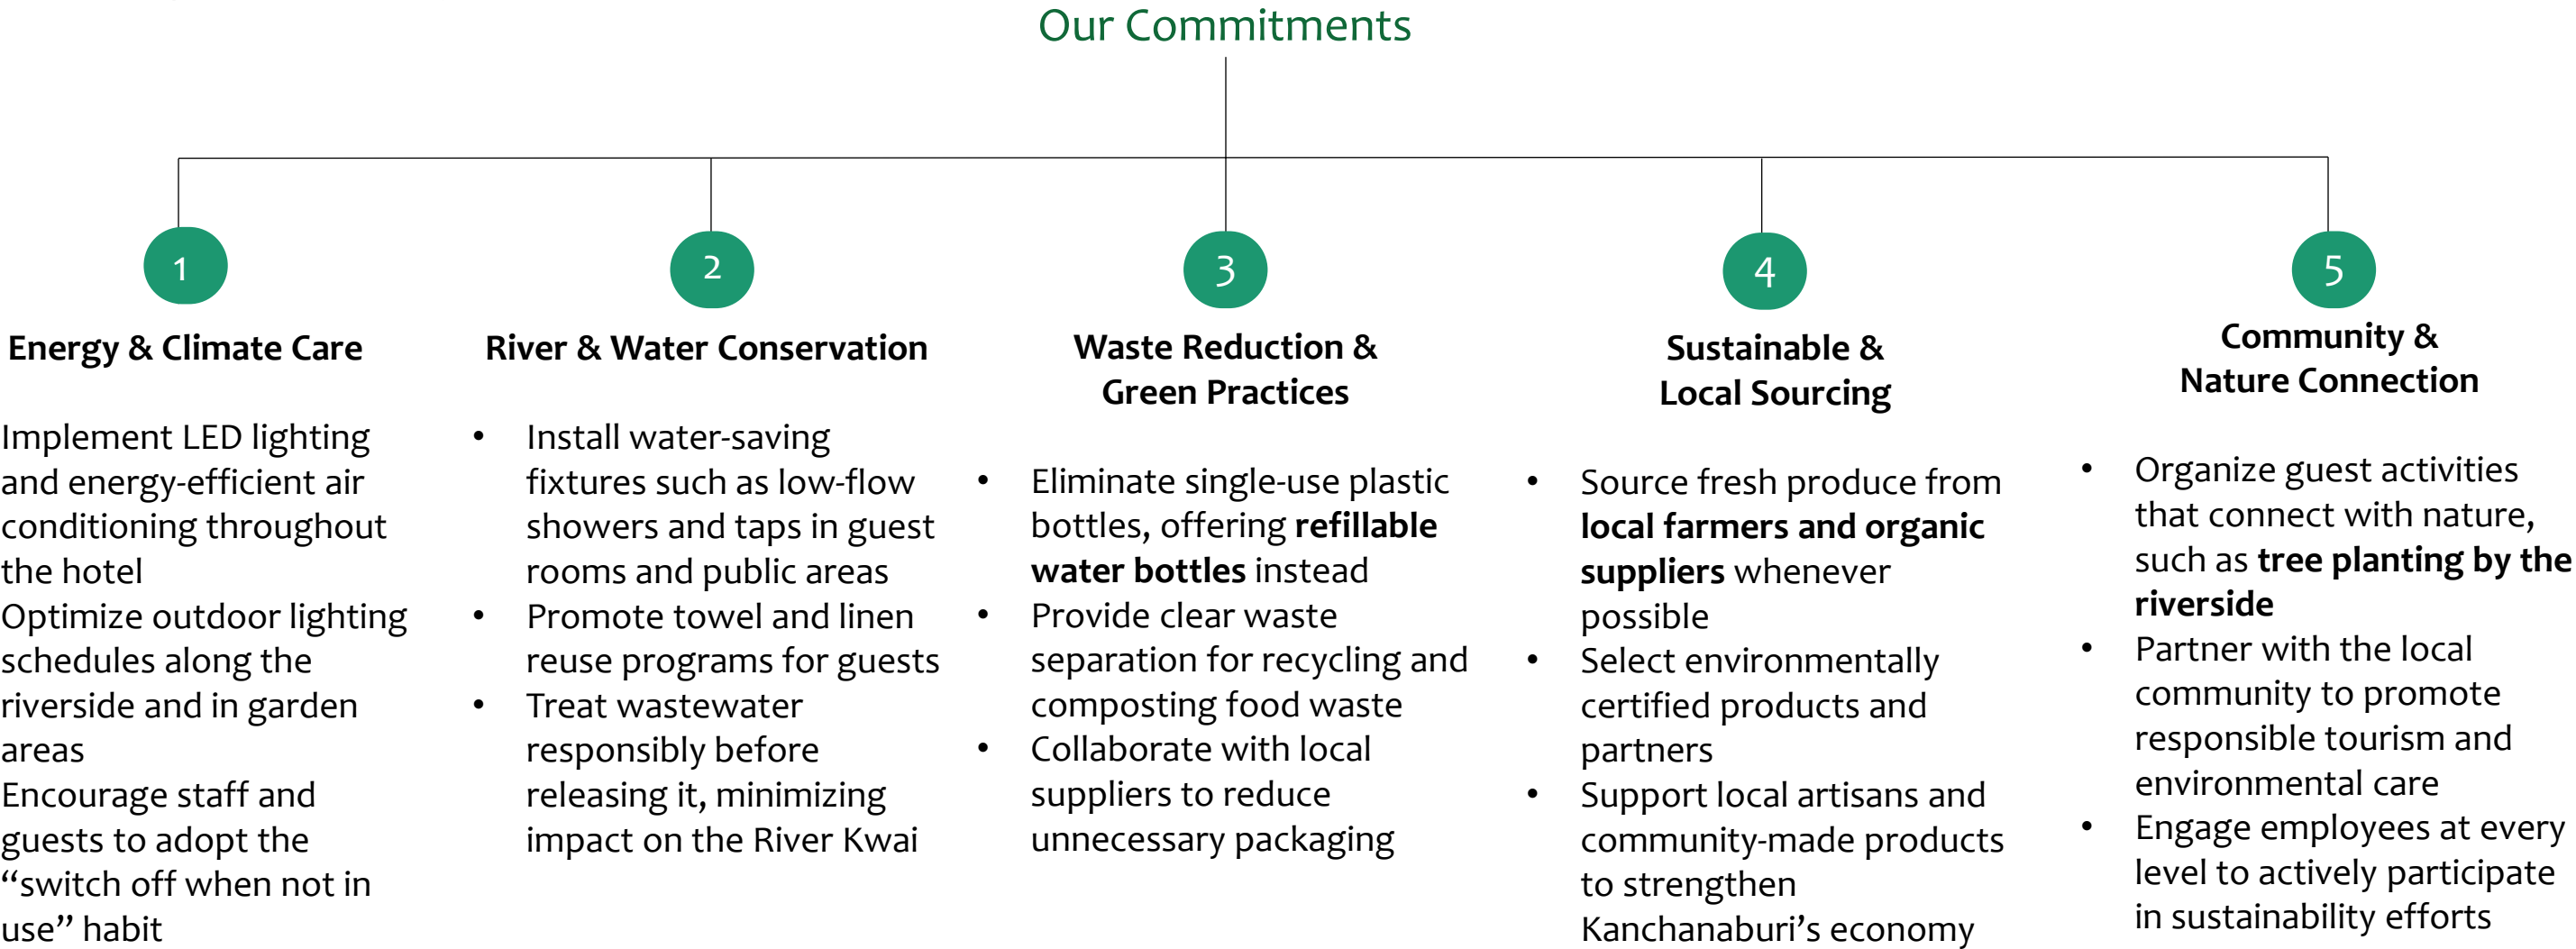 Our Commitments
1
Energy & Climate Care
Implement LED lighting
and energy-efficient air
conditioning throughout
the hotel
Optimize outdoor lighting
schedules along the
riverside and in garden
areas
Encourage staff and
guests to adopt the
“switch off when not in
use” habit
2
River & Water Conservation
• Install water-saving
fixtures such as low-flow
showers and taps in guest
rooms and public areas
• Promote towel and linen
reuse programs for guests
• Treat wastewater
responsibly before
releasing it, minimizing
impact on the River Kwai
3
Waste Reduction &
Green Practices
• Eliminate single-use plastic
bottles, offering refillable
water bottles instead
• Provide clear waste
separation for recycling and
composting food waste
• Collaborate with local
suppliers to reduce
unnecessary packaging
4
Sustainable &
Local Sourcing
• Source fresh produce from
local farmers and organic
suppliers whenever
possible
• Select environmentally
certified products and
partners
• Support local artisans and
community-made products
to strengthen
Kanchanaburi’s economy
5
Community &
Nature Connection
• Organize guest activities
that connect with nature,
such as tree planting by the
riverside
• Partner with the local
community to promote
responsible tourism and
environmental care
• Engage employees at every
level to actively participate
in sustainability efforts